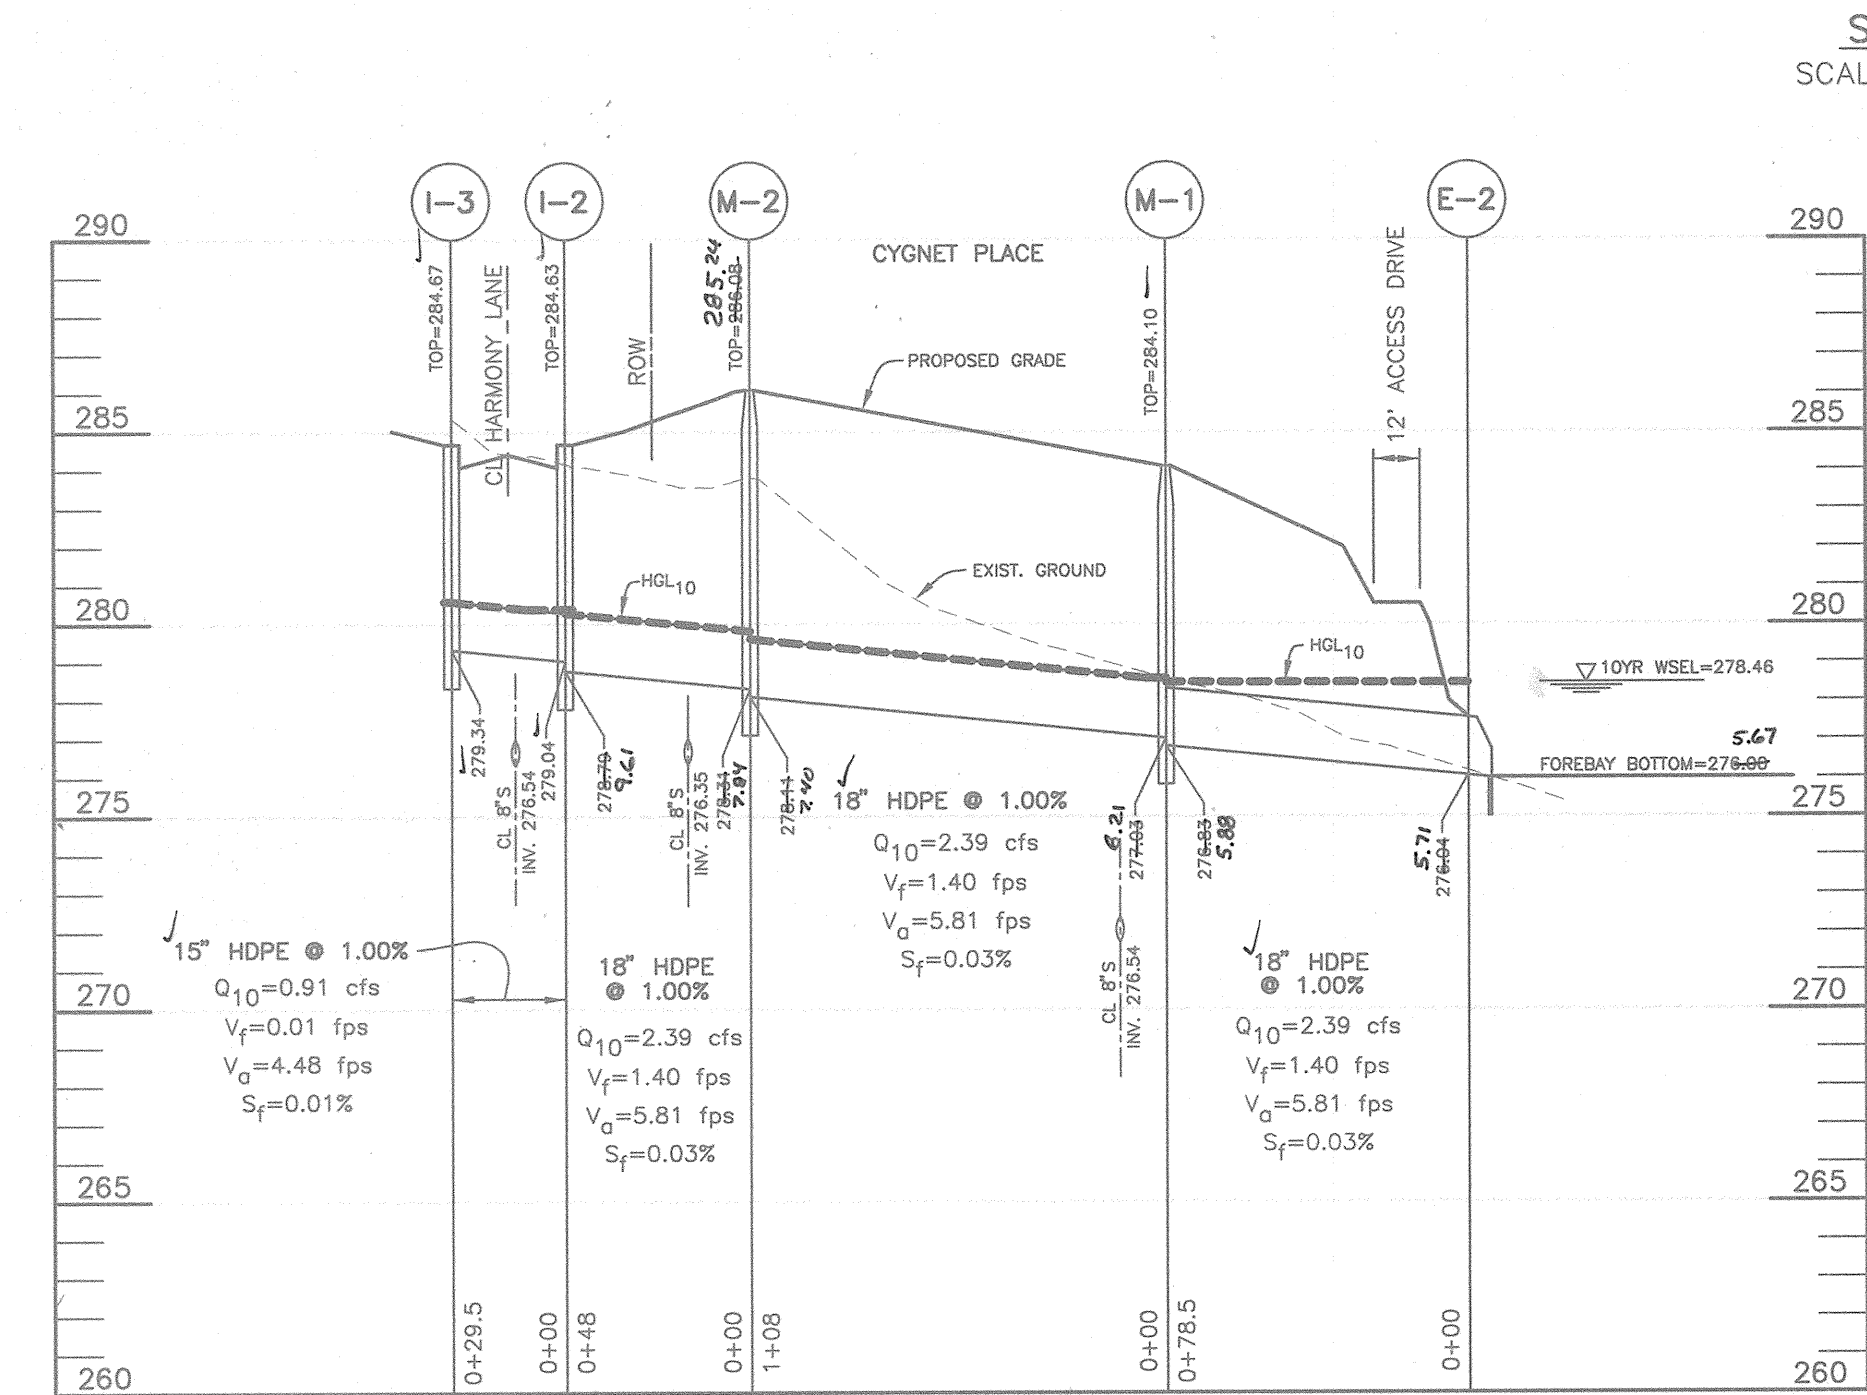 S
SCAL
I-3
I-2
M-2
M-1
E-2
290
285
280
275
270
265
260
290
285
280
275
270
265
260
TOP=284.67
CL HARMONY LANE
TOP=284.63
ROW
285.24
TOP=286.08
CYGNET PLACE
PROPOSED GRADE
TOP=284.10
12' ACCESS DRIVE
EXIST. GROUND
HGL10
HGL10
10YR WSEL=278.46
5.67
FOREBAY BOTTOM=276.00
279.34
CL 8"S
INV. 276.54
279.04
278.79
9.61
CL 8"S
INV. 276.35
278.34
7.84
278.14
7.40
18" HDPE @ 1.00%
Q10=2.39 cfs
Vf=1.40 fps
Va=5.81 fps
Sf=0.03%
6.21
277.03
CL 8"S
INV. 276.54
276.83
5.88
5.71
276.04
15" HDPE @ 1.00%
Q10=0.91 cfs
Vf=0.01 fps
Va=4.48 fps
Sf=0.01%
18" HDPE
@ 1.00%
Q10=2.39 cfs
Vf=1.40 fps
Va=5.81 fps
Sf=0.03%
18" HDPE
@ 1.00%
Q10=2.39 cfs
Vf=1.40 fps
Va=5.81 fps
Sf=0.03%
0+29.5
0+00
0+48
0+00
1+08
0+00
0+78.5
0+00